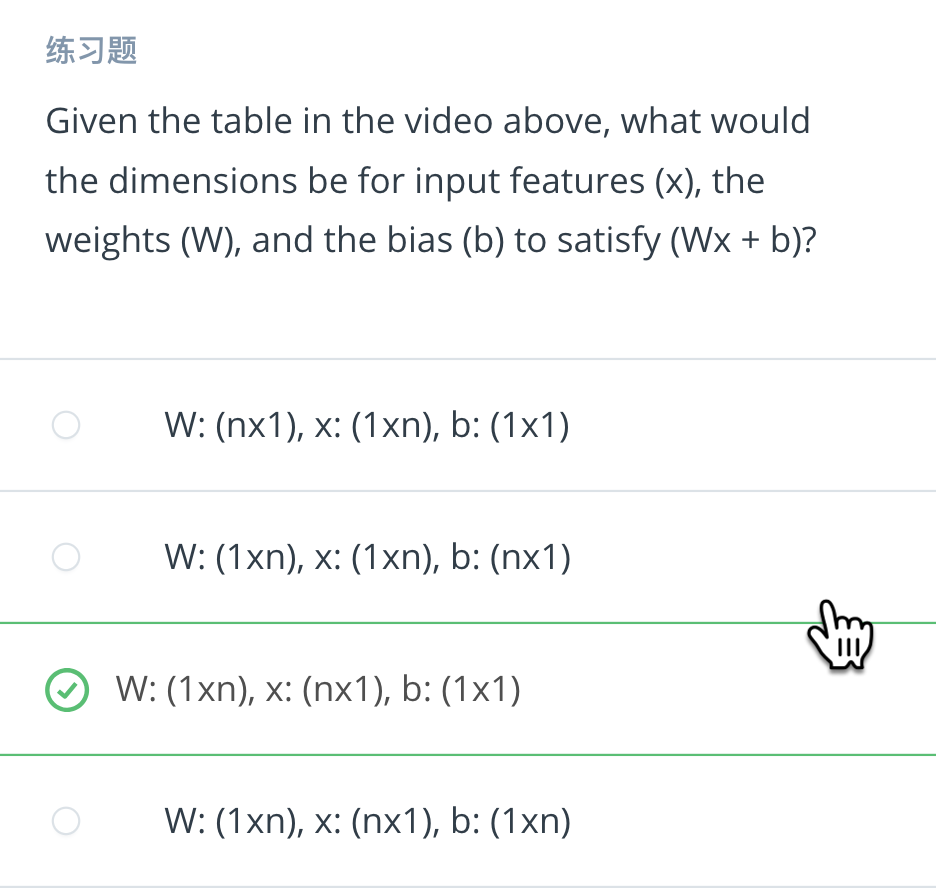 练习题
Given the table in the video above, what would
the dimensions be for input features (x), the
weights (W), and the bias (b) to satisfy (Wx + b)?
W: (nx1), x: (1xn), b: (1x1)
W: (1xn), x: (1xn), b: (nx1)
W: (1xn), x: (nx1), b: (1x1)
W: (1xn), x: (nx1), b: (1xn)